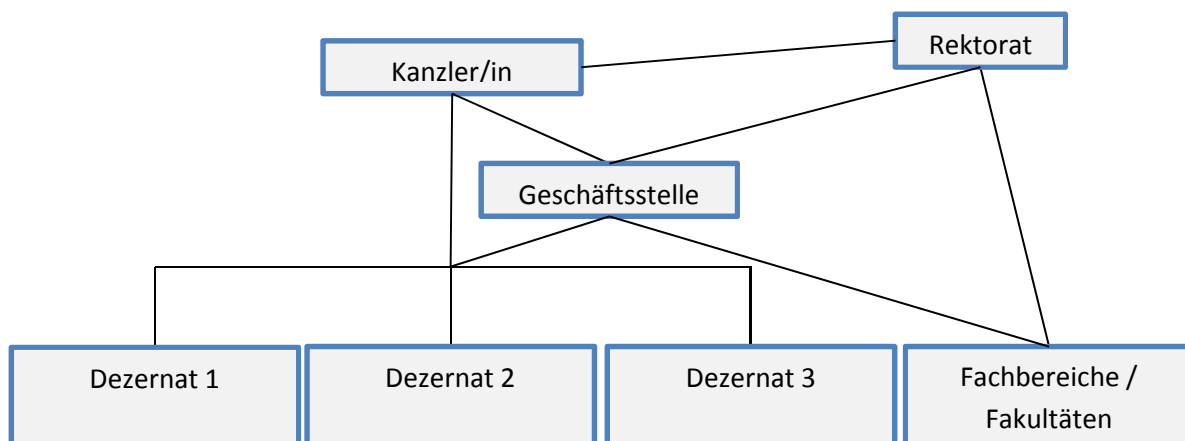 Rektorat
Kanzler/in
Geschäftsstelle
Dezernat 1
Dezernat 2
Dezernat 3
Fachbereiche /
Fakultäten